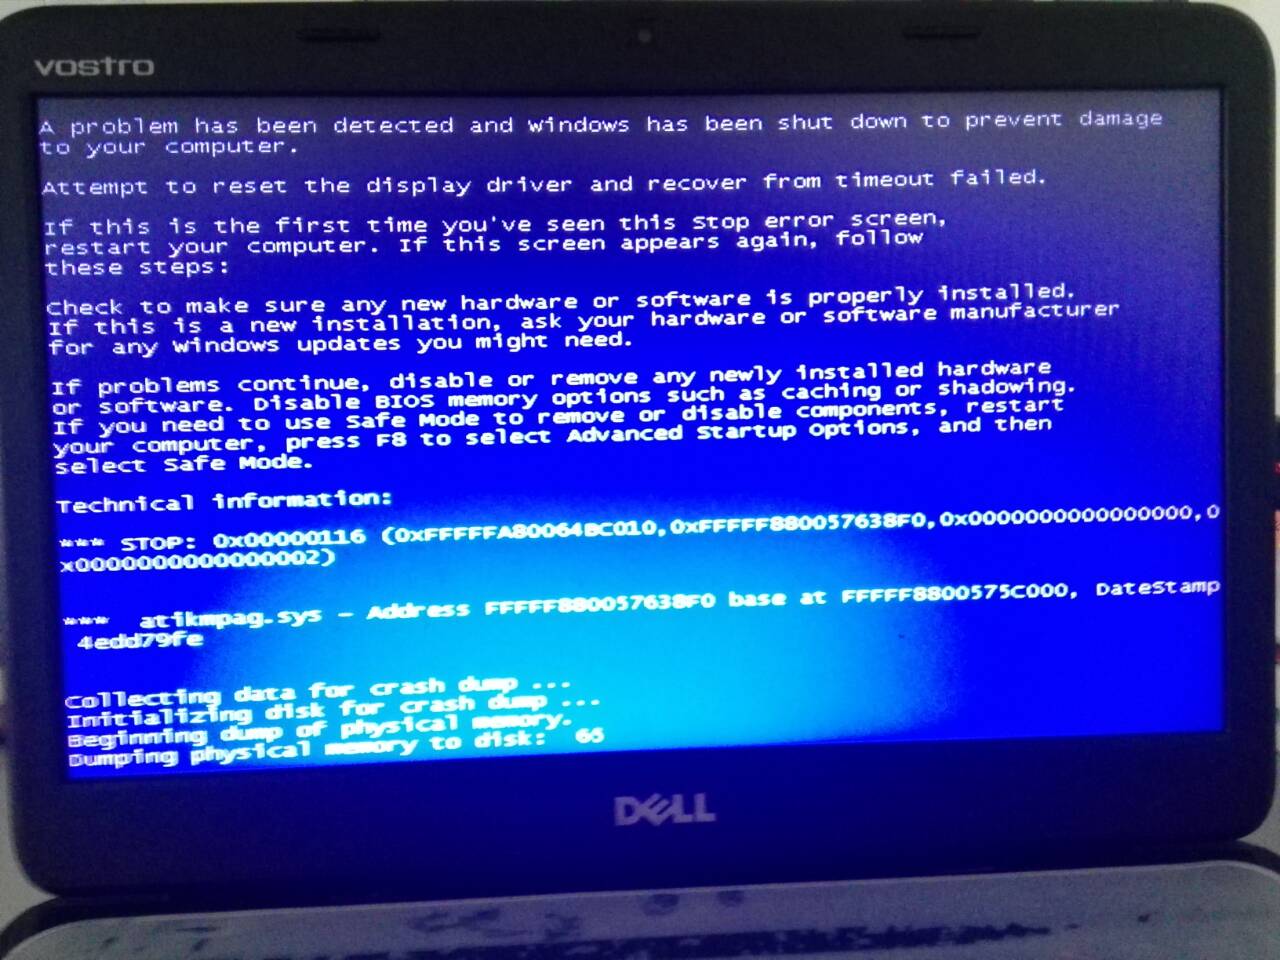 vostro
A problem has been detected and windows has been shut down to prevent damage
to your computer.
Attempt to reset the display driver and recover from timeout failed.
If this is the first time you've seen this Stop error screen,
restart your computer. If this screen appears again, follow
these steps:
Check to make sure any new hardware or software is properly installed.
If this is a new installation, ask your hardware or software manufacturer
for any windows updates you might need.
If problems continue, disable or remove any newly installed hardware
or software. Disable BIOS memory options such as caching or shadowing.
If you need to use Safe Mode to remove or disable components, restart
your computer, press F8 to select Advanced Startup Options, and then
select Safe Mode.
Technical information:
*** STOP: 0x00000116 (0xFFFFFA80064BC010,0xFFFFF880057638F0,0x0000000000000000,0
x0000000000000002)
*** atikmpag.sys - Address FFFFF880057638F0 base at FFFFF8800575C000, DateStamp
4edd79fe
Collecting data for crash dump ...
Initializing disk for crash dump ...
Beginning dump of physical memory.
Dumping physical memory to disk: 65
DELL